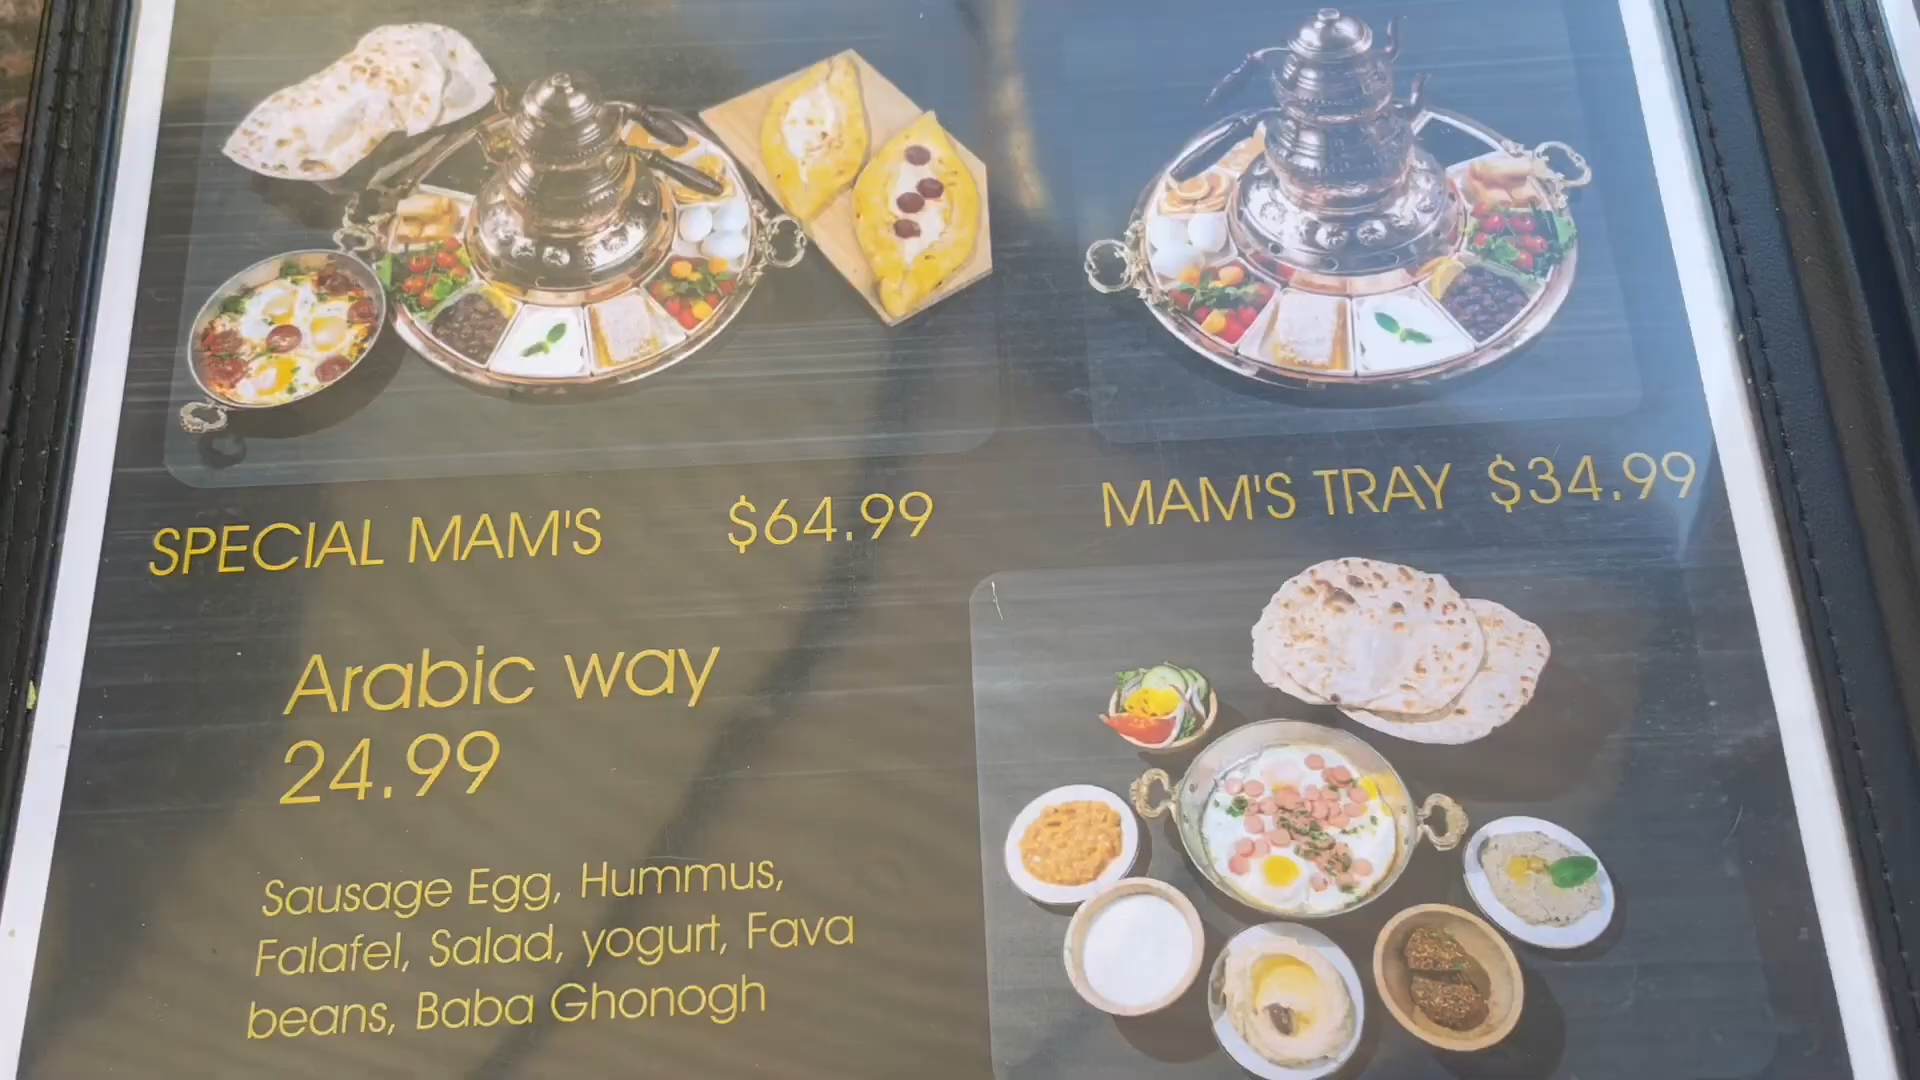 SPECIAL MAM'S $64.99
MAM'S TRAY $34.99
Arabic way
24.99
Sausage Egg, Hummus,
Falafel, Salad, yogurt, Fava
beans, Baba Ghonogh